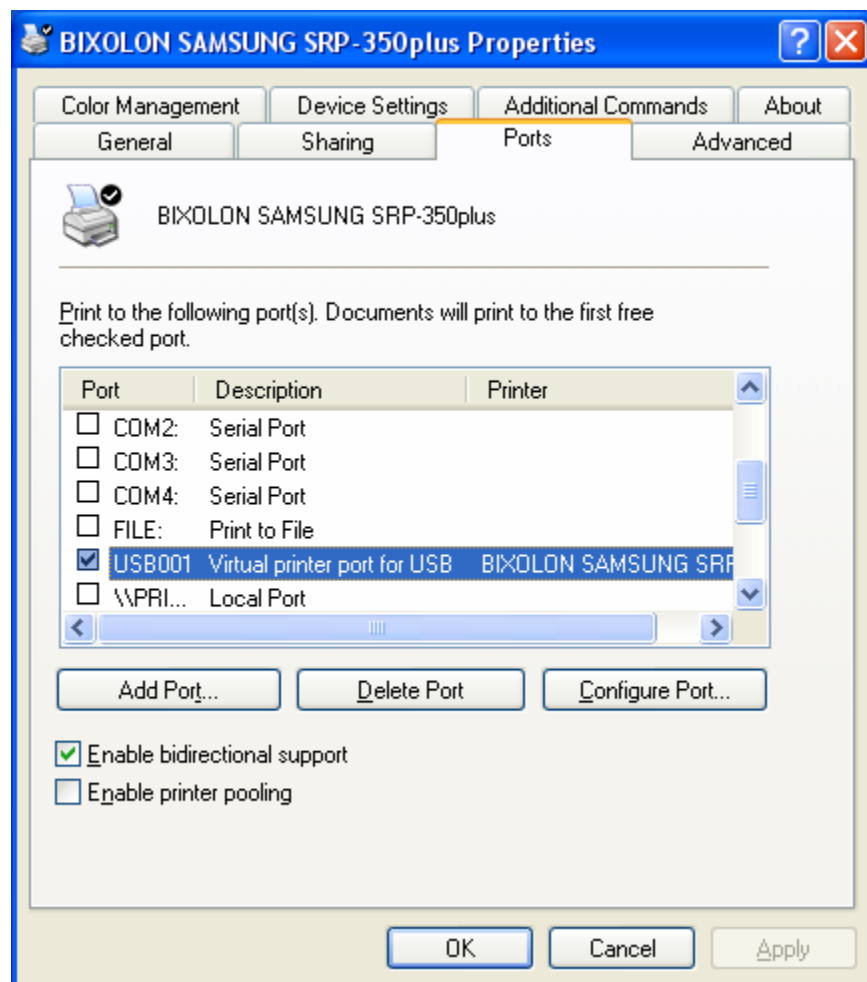 BIXOLON SAMSUNG SRP-350plus Properties
?
Color Management Device Settings Additional Commands About
General Sharing Ports Advanced
BIXOLON SAMSUNG SRP-350plus
Print to the following port(s). Documents will print to the first free
checked port.
Port Description Printer
COM2: Serial Port
COM3: Serial Port
COM4: Serial Port
FILE: Print to File
USB001 Virtual printer port for USB BIXOLON SAMSUNG SRP
\\PRI... Local Port
Add Port... Delete Port Configure Port...
Enable bidirectional support
Enable printer pooling
OK Cancel Apply